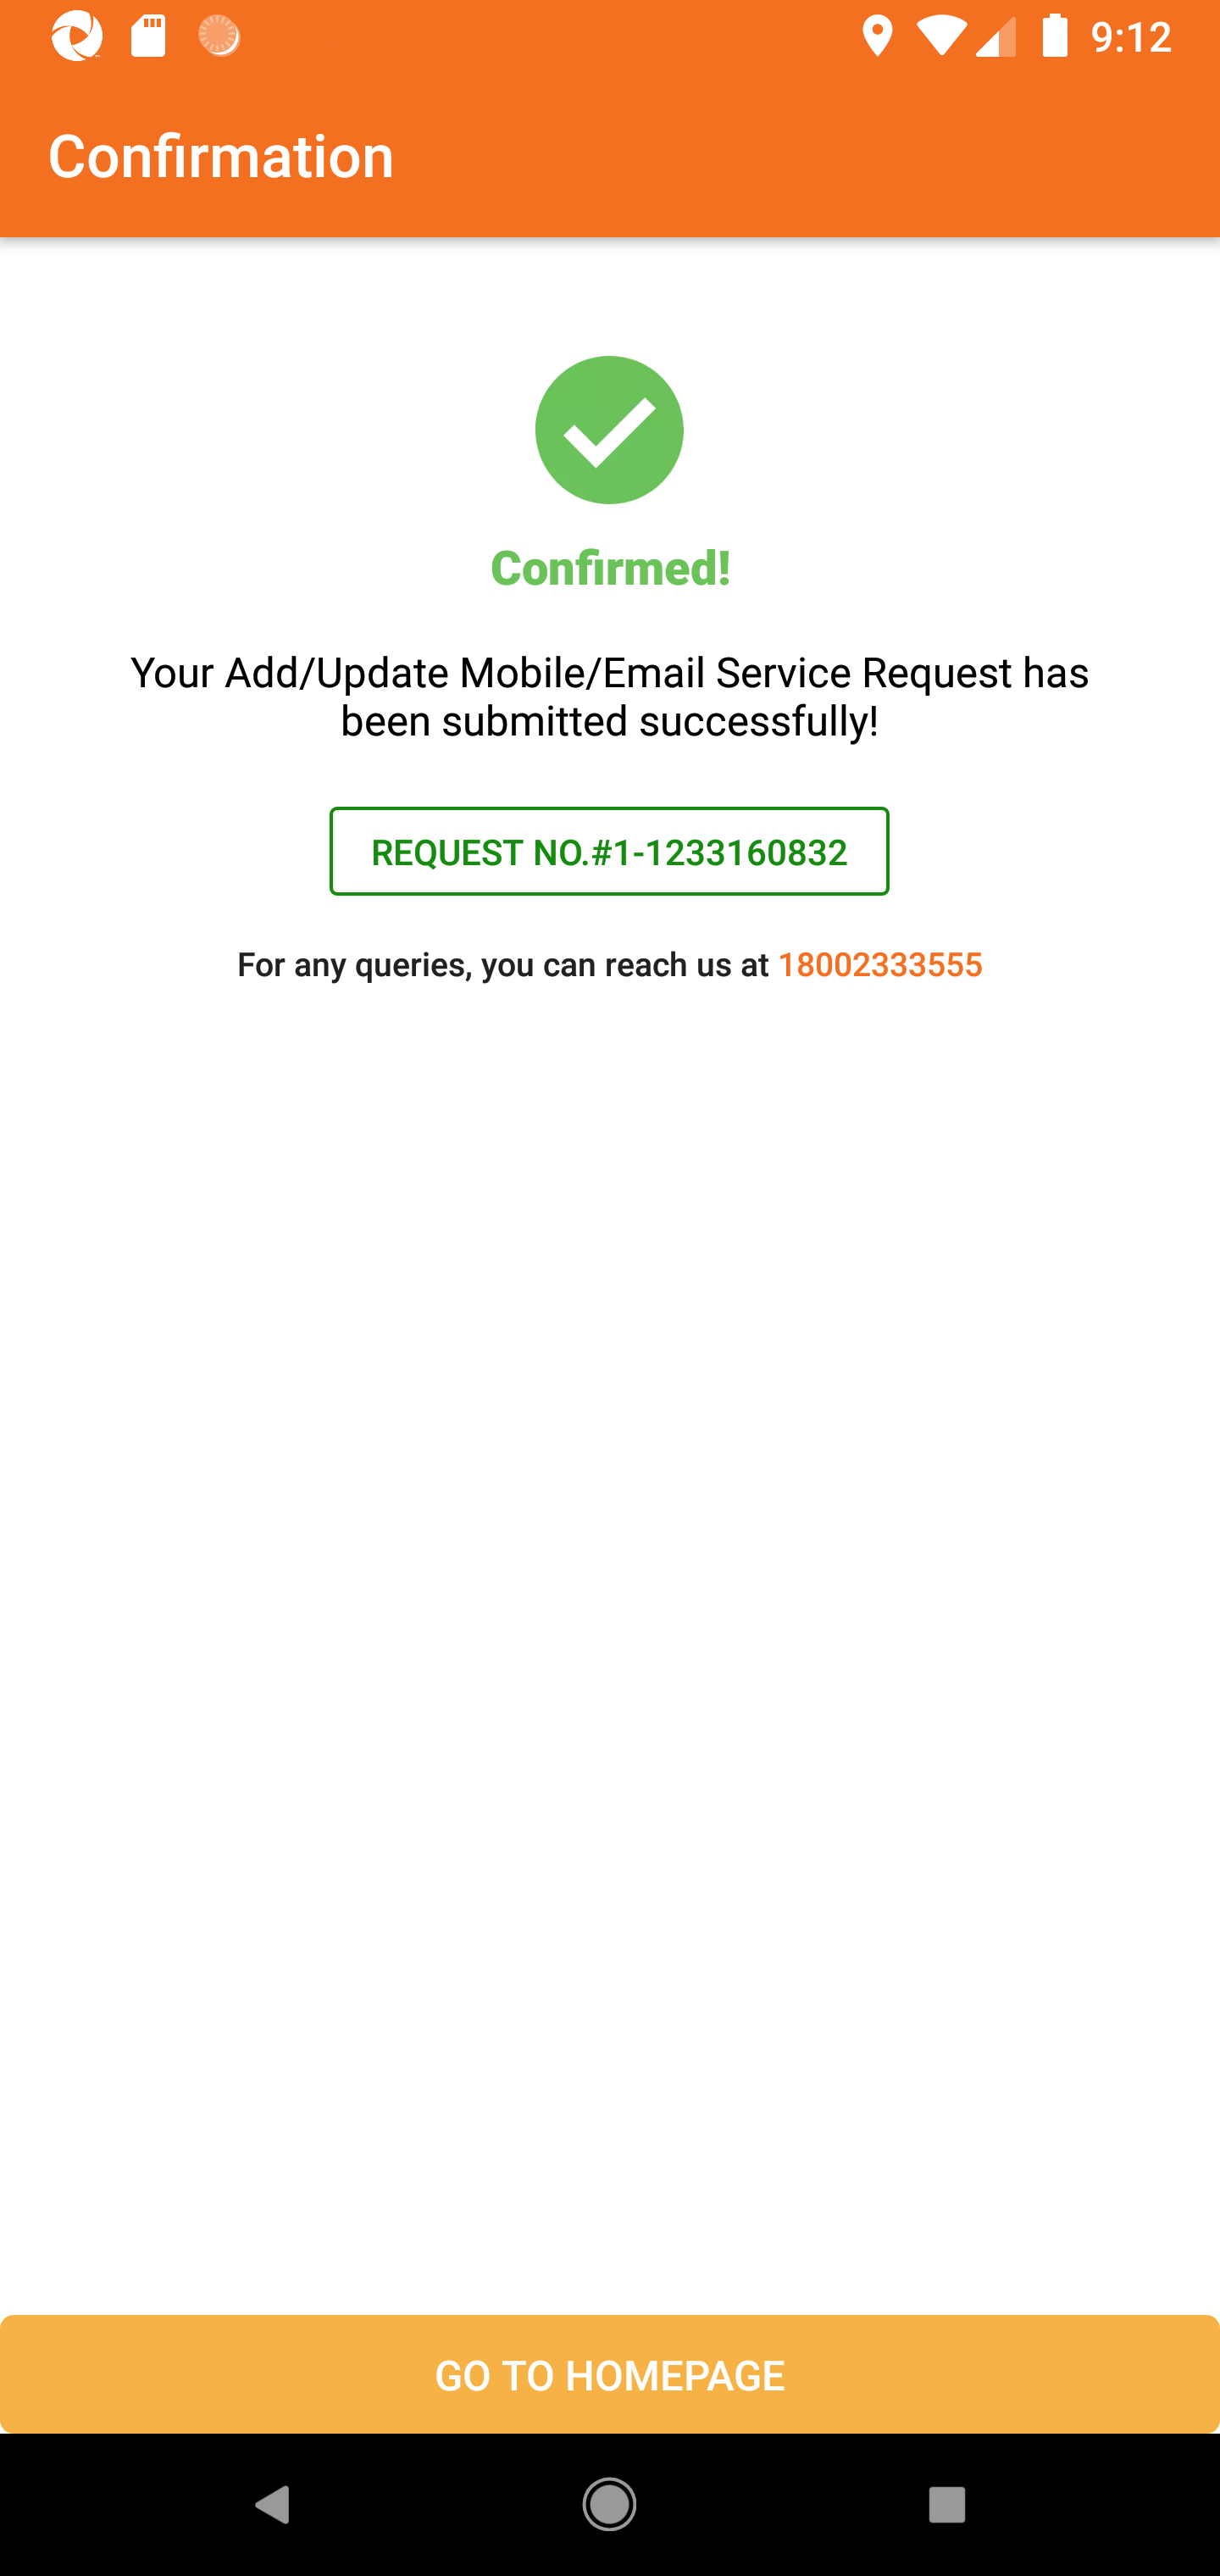 9:12
Confirmation
Confirmed!
Your Add/Update Mobile/Email Service Request has
been submitted successfully!
REQUEST NO.#1-1233160832
For any queries, you can reach us at 18002333555
GO TO HOMEPAGE